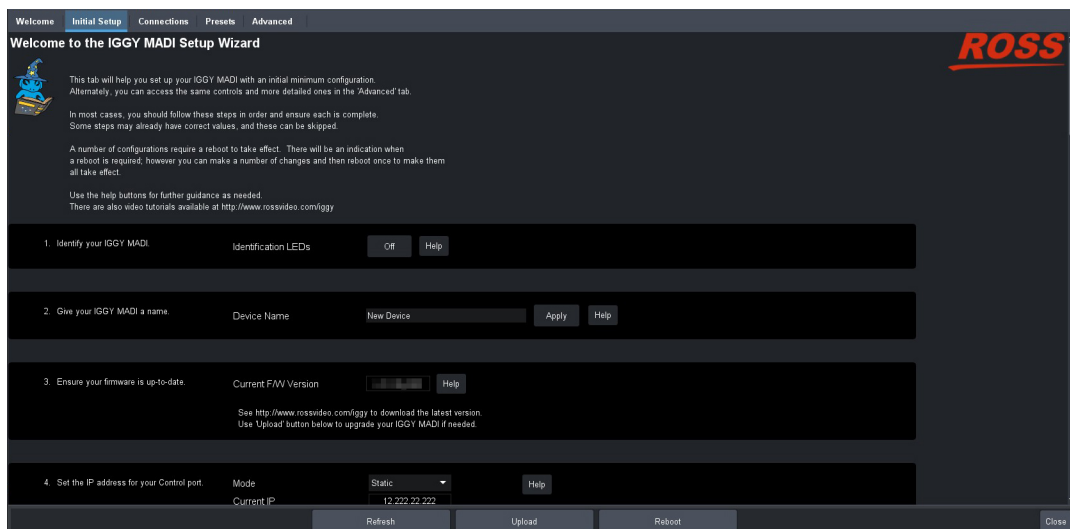 Welcome Initial Setup Connections Presets Advanced
Welcome to the IGGY MADI Setup Wizard
ROSS
This tab will help you set up your IGGY MADI with an initial minimum configuration.
Alternately, you can access the same controls and more detailed ones in the 'Advanced' tab.
In most cases, you should follow these steps in order and ensure each is complete.
Some steps may already have correct values, and these can be skipped.
A number of configurations require a reboot to take effect. There will be an indication when
a reboot is required; however you can make a number of changes and then reboot once to make them
all take effect.
Use the help buttons for further guidance as needed.
There are also video tutorials available at http://www.rossvideo.com/iggy
1. Identify your IGGY MADI. Identification LEDs Off Help
2. Give your IGGY MADI a name. Device Name New Device Apply Help
3. Ensure your firmware is up-to-date. Current F/W Version Help
See http://www.rossvideo.com/iggy to download the latest version.
Use 'Upload' button below to upgrade your IGGY MADI if needed.
4. Set the IP address for your Control port. Mode Static Help
Current IP 12.222.22.222
Refresh Upload Reboot Close